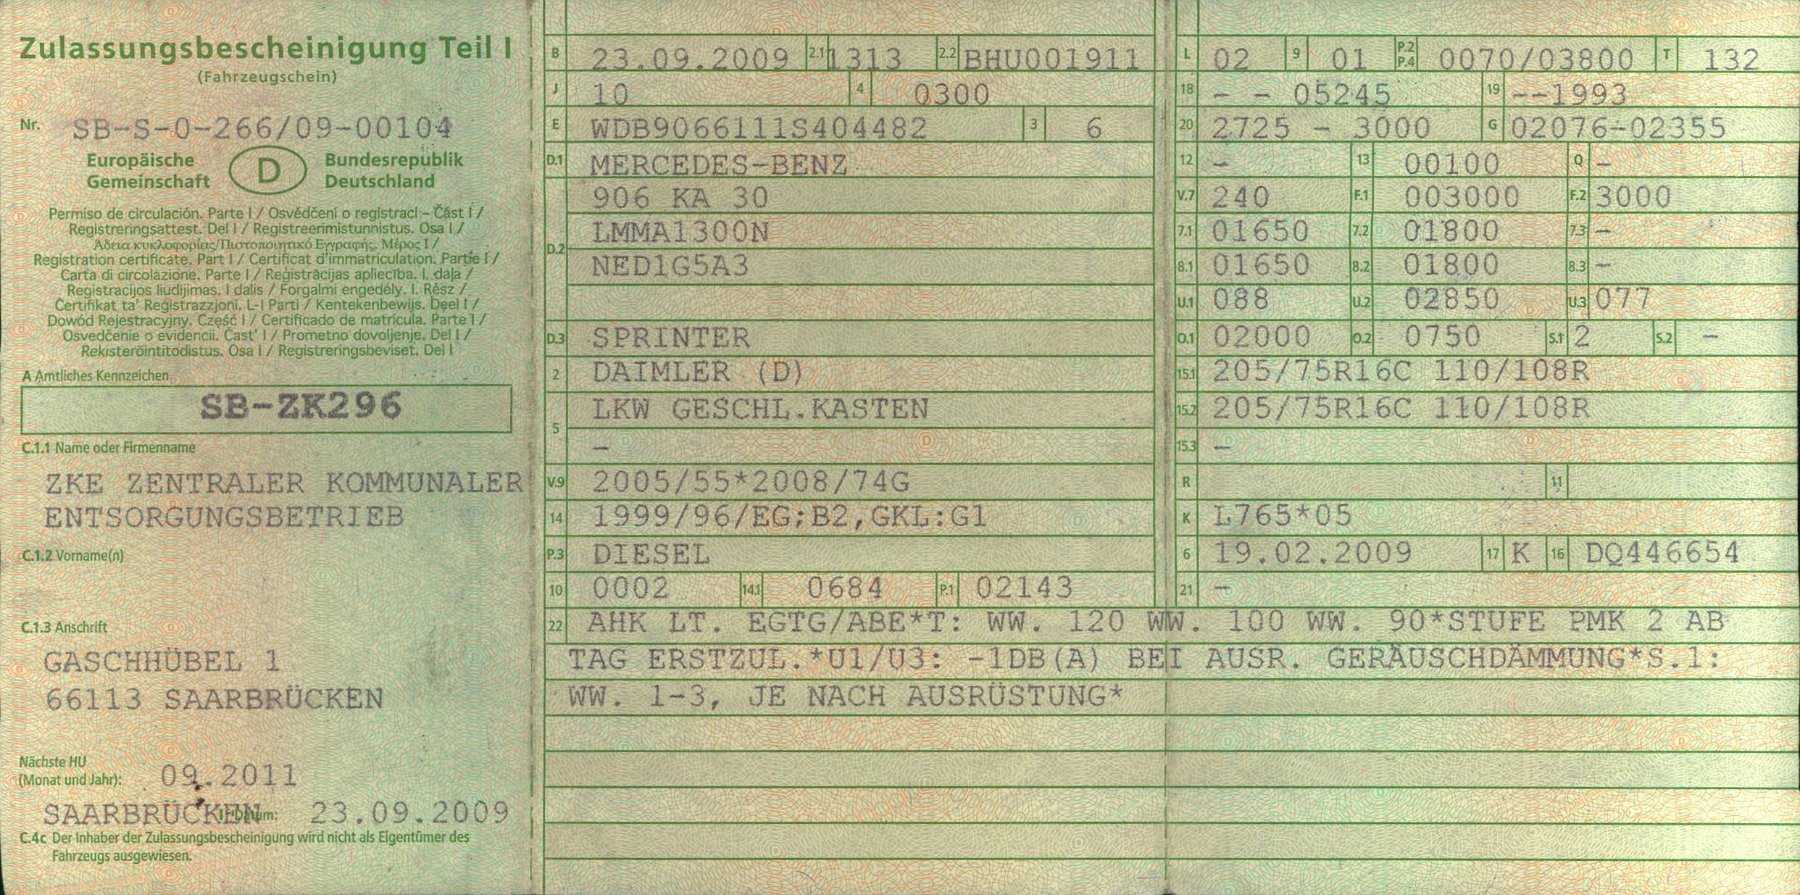 Zulassungsbescheinigung Teil I
(Fahrzeugschein)
Nr. SB-S-0-266/09-00104
Europäische Gemeinschaft D Bundesrepublik Deutschland
Permiso de circulación. Parte I / Osvědčení o registraci – Část I /
Registreringsattest. Del I / Registreerimistunnistus. Osa I /
Άδεια κυκλοφορίας/Πιστοποιητικό Εγγραφής. Μέρος I /
Registration certificate. Part I / Certificat d'immatriculation. Partie I /
Carta di circolazione. Parte I / Reģistrācijas apliecība. I. daļa /
Registracijos liudijimas. I dalis / Forgalmi engedély. I. Rész /
Ċertifikat ta' Reġistrazzjoni. L-I Parti / Kentekenbewijs. Deel I /
Dowód Rejestracyjny. Część I / Certificado de matrícula. Parte I /
Osvedčenie o evidencii. Časť I / Prometno dovoljenje. Del I /
Rekisteröintitodistus. Osa I / Registreringsbeviset. Del I
A Amtliches Kennzeichen
SB-ZK296
C.1.1 Name oder Firmenname
ZKE ZENTRALER KOMMUNALER
ENTSORGUNGSBETRIEB
C.1.2 Vorname(n)
C.1.3 Anschrift
GASCHHÜBEL 1
66113 SAARBRÜCKEN
Nächste HU
(Monat und Jahr): 09.2011
SAARBRÜCKEN 23.09.2009
C.4c Der Inhaber der Zulassungsbescheinigung wird nicht als Eigentümer des
Fahrzeugs ausgewiesen.
B 23.09.2009 2.1 1313 2.2 BHU001911
J 10 4 0300
E WDB9066111S404482 3 6
D.1 MERCEDES-BENZ
906 KA 30
D.2 LMMA1300N
NED1G5A3
D.3 SPRINTER
2 DAIMLER (D)
5 LKW GESCHL.KASTEN
–
V.9 2005/55*2008/74G
14 1999/96/EG;B2,GKL:G1
P.3 DIESEL
10 0002 14.1 0684 P.1 02143
L 02 9 01 P.2 P.4 0070/03800 T 132
18 – – 05245 19 --1993
20 2725 – 3000 G 02076-02355
12 – 13 00100 Q –
V.7 240 F.1 003000 F.2 3000
7.1 01650 7.2 01800 7.3 –
8.1 01650 8.2 01800 8.3 –
U.1 088 U.2 02850 U.3 077
O.1 02000 O.2 0750 S.1 2 S.2 –
15.1 205/75R16C 110/108R
15.2 205/75R16C 110/108R
15.3 –
R 11
K L765*05
6 19.02.2009 17 K 16 DQ446654
21 –
22 AHK LT. EGTG/ABE*T: WW. 120 WW. 100 WW. 90*STUFE PMK 2 AB
TAG ERSTZUL.*U1/U3: -1DB(A) BEI AUSR. GERÄUSCHDÄMMUNG*S.1:
WW. 1-3, JE NACH AUSRÜSTUNG*